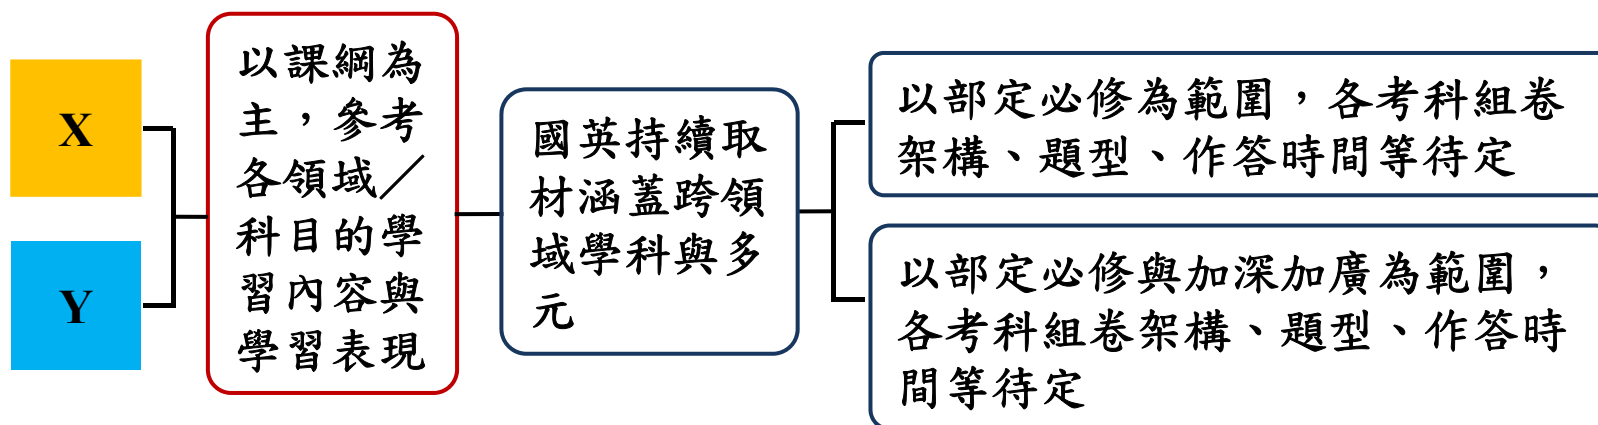 X
Y
以課綱為
主，參考
各領域／
科目的學
習內容與
學習表現
國英持續取
材涵蓋跨領
域學科與多
元
以部定必修為範圍，各考科組卷
架構、題型、作答時間等待定
以部定必修與加深加廣為範圍，
各考科組卷架構、題型、作答時
間等待定